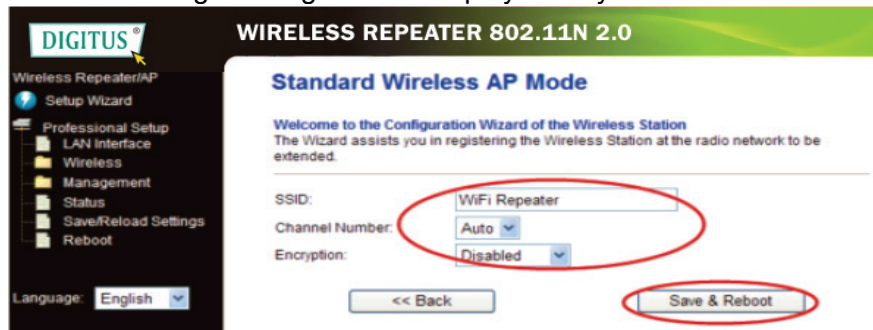 DIGITUS®
WIRELESS REPEATER 802.11N 2.0
Wireless Repeater/AP
Setup Wizard
Professional Setup
LAN Interface
Wireless
Management
Status
Save/Reload Settings
Reboot
Language: English
Standard Wireless AP Mode
Welcome to the Configuration Wizard of the Wireless Station
The Wizard assists you in registering the Wireless Station at the radio network to be
extended.
SSID: WiFi Repeater
Channel Number: Auto
Encryption: Disabled
<< Back Save & Reboot